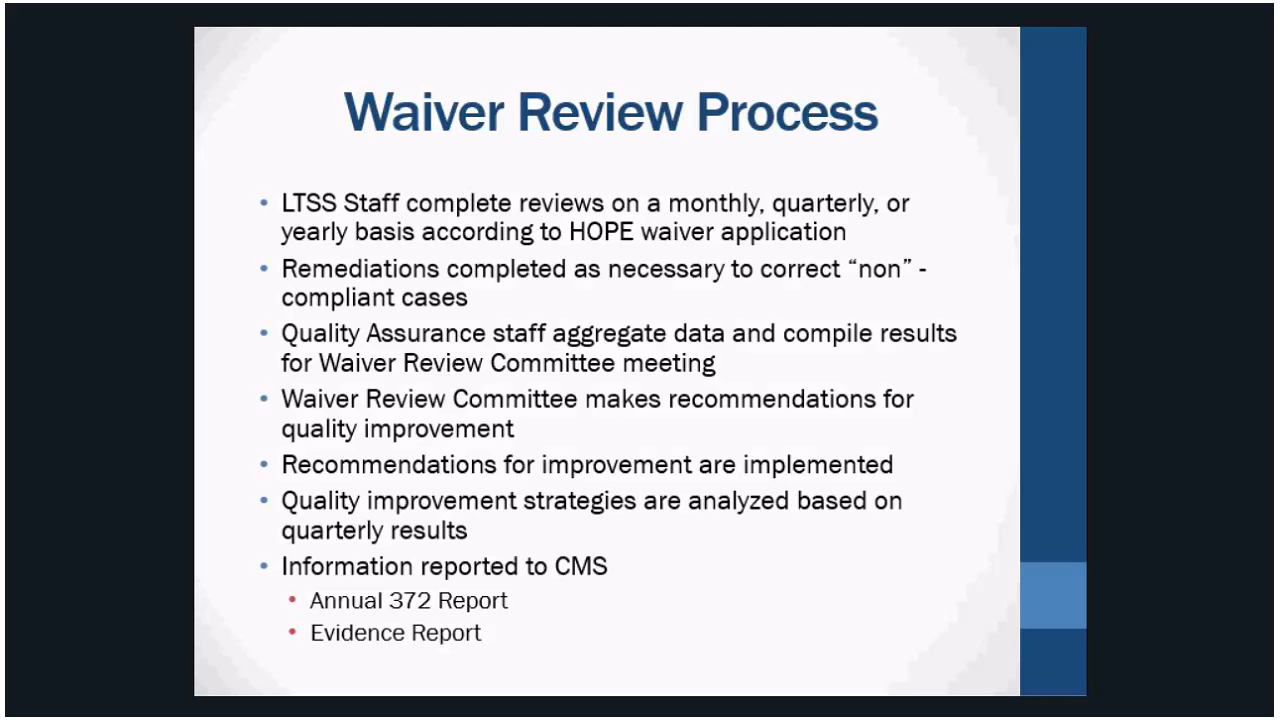 Waiver Review Process
• LTSS Staff complete reviews on a monthly, quarterly, or
yearly basis according to HOPE waiver application
• Remediations completed as necessary to correct “non” -
compliant cases
• Quality Assurance staff aggregate data and compile results
for Waiver Review Committee meeting
• Waiver Review Committee makes recommendations for
quality improvement
• Recommendations for improvement are implemented
• Quality improvement strategies are analyzed based on
quarterly results
• Information reported to CMS
• Annual 372 Report
• Evidence Report